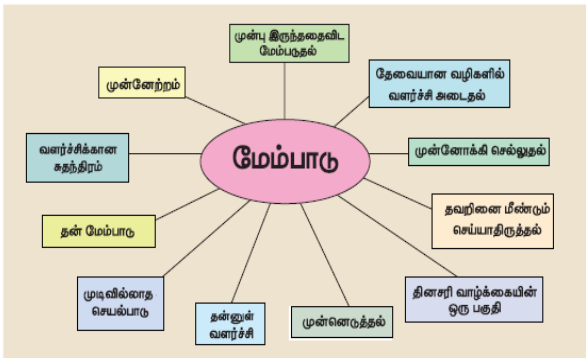 முன்பு இருந்ததைவிட
மேம்படுதல்
முன்னேற்றம்
தேவையான வழிகளில்
வளர்ச்சி அடைதல்
வளர்ச்சிக்கான
சுதந்திரம்
மேம்பாடு
முன்னோக்கி செல்லுதல்
தன் மேம்பாடு
தவறினை மீண்டும்
செய்யாதிருத்தல்
முடிவில்லாத
செயல்பாடு
தன்னுள்
வளர்ச்சி
முன்னெடுத்தல்
தினசரி வாழ்க்கையின்
ஒரு பகுதி